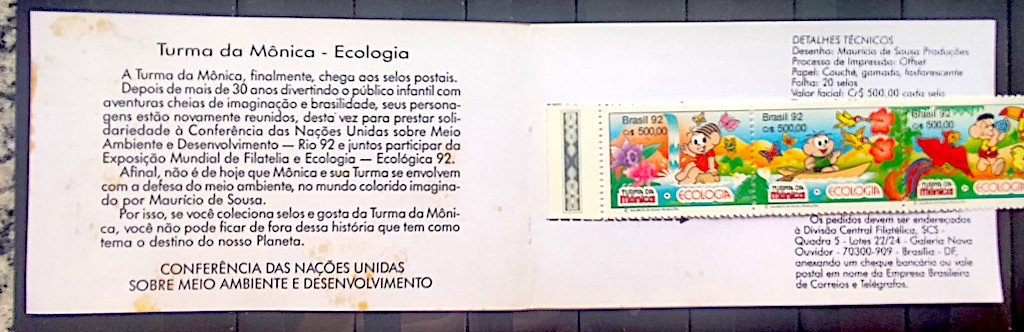 Turma da Mônica - Ecologia
A Turma da Mônica, finalmente, chega aos selos postais.
Depois de mais de 30 anos divertindo o público infantil com
aventuras cheias de imaginação e brasilidade, seus persona-
gens estão novamente reunidos, desta vez para prestar soli-
dariedade à Conferência das Nações Unidas sobre Meio
Ambiente e Desenvolvimento — Rio 92 e juntos participar da
Exposição Mundial de Filatelia e Ecologia — Ecológica 92.
Afinal, não é de hoje que Mônica e sua Turma se envolvem
com a defesa do meio ambiente, no mundo colorido imagina-
do por Maurício de Sousa.
Por isso, se você coleciona selos e gosta da Turma da Môni-
ca, você não pode ficar de fora dessa história que tem como
tema o destino do nosso Planeta.
CONFERÊNCIA DAS NAÇÕES UNIDAS
SOBRE MEIO AMBIENTE E DESENVOLVIMENTO
DETALHES TÉCNICOS
Desenho: Maurício de Sousa Produções
Processo de Impressão: Offset
Papel: Couchê, gomado, fosforescente
Folha: 20 selos
Valor facial: Cr$ 500,00 cada selo
Brasil 92
Cr$ 500,00
TURMA DA
MÔNICA
ECOLOGIA
Brasil 92
Cr$ 500,00
TURMA DA
MÔNICA
ECOLOGIA
Brasil 92
Cr$ 500,00
TURMA DA
MÔNICA
ECOLOGIA
Os pedidos devem ser endereçados
à Divisão Central Filatélica, SCS -
Quadra 5 - Lotes 22/24 - Galeria Nova
Ouvidor - 70300-909 - Brasília - DF,
anexando um cheque bancário ou vale
postal em nome da Empresa Brasileira
de Correios e Telégrafos.